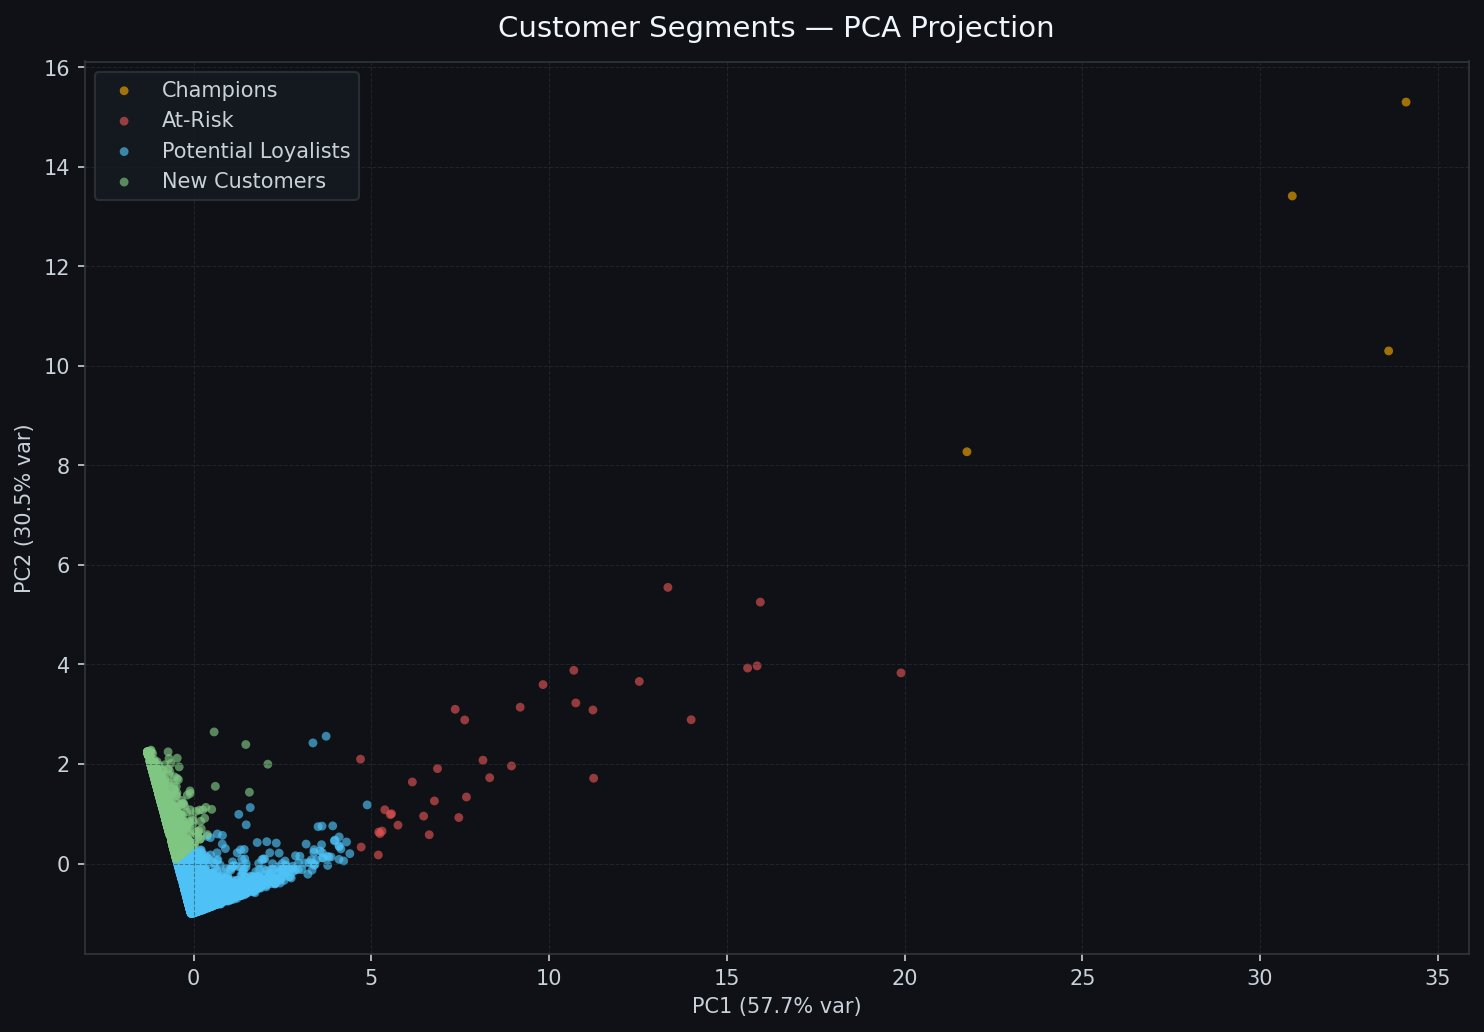 Customer Segments — PCA Projection
Champions
At-Risk
Potential Loyalists
New Customers
16
14
12
10
8
6
4
2
0
PC2 (30.5% var)
0 5 10 15 20 25 30 35
PC1 (57.7% var)